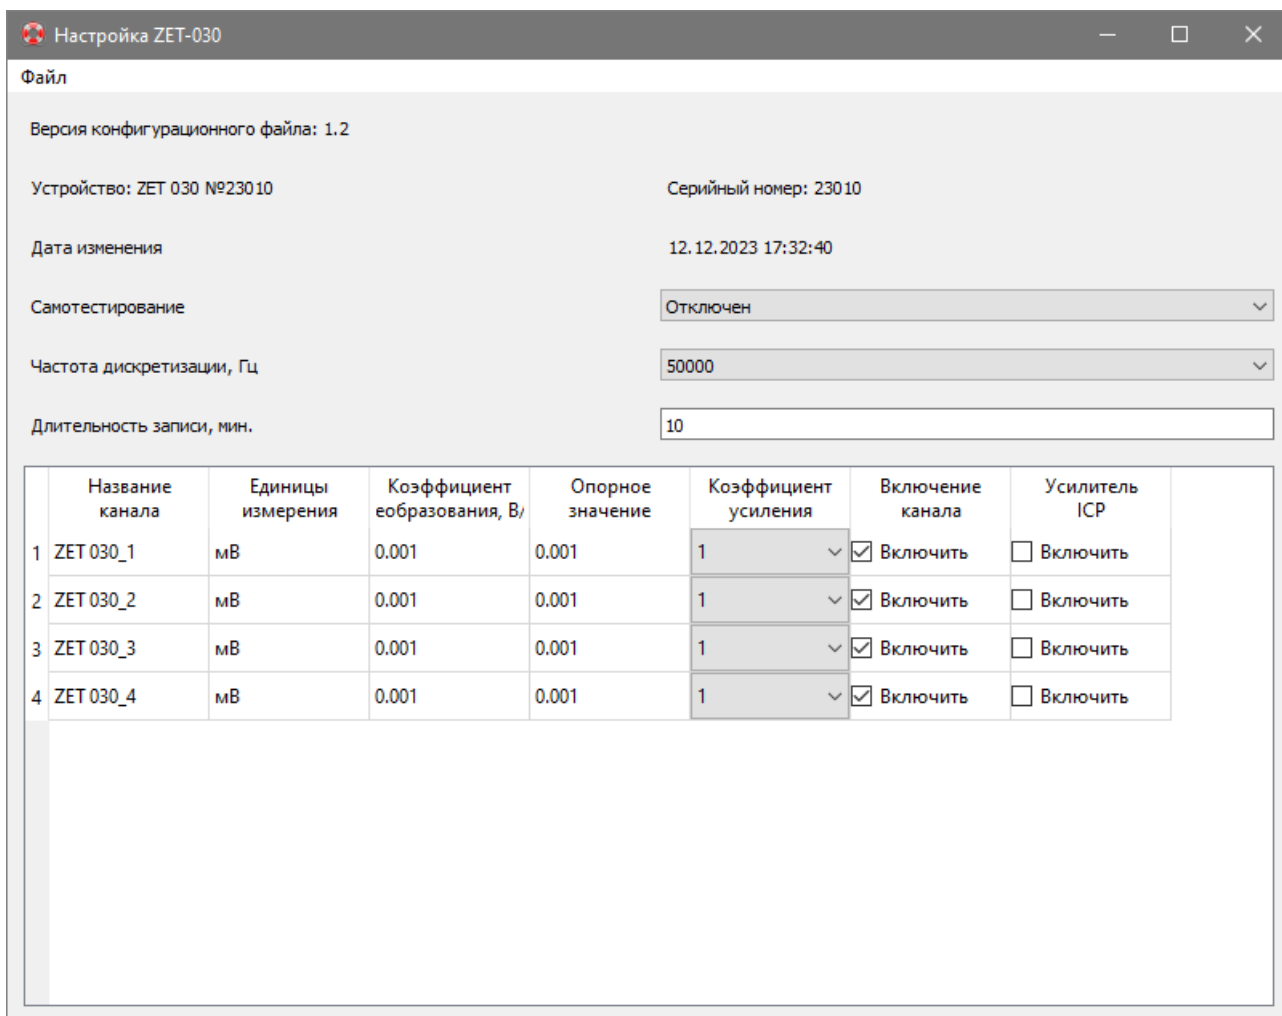 Настройка ZET-030
Файл
Версия конфигурационного файла: 1.2
Устройство: ZET 030 №23010 Серийный номер: 23010
Дата изменения 12.12.2023 17:32:40
Самотестирование Отключен
Частота дискретизации, Гц 50000
Длительность записи, мин. 10
Название Единицы Коэффициент Опорное Коэффициент Включение Усилитель
канала измерения еобразования, В/ значение усиления канала ICP
1 ZET 030_1 мВ 0.001 0.001 1 Включить Включить
2 ZET 030_2 мВ 0.001 0.001 1 Включить Включить
3 ZET 030_3 мВ 0.001 0.001 1 Включить Включить
4 ZET 030_4 мВ 0.001 0.001 1 Включить Включить